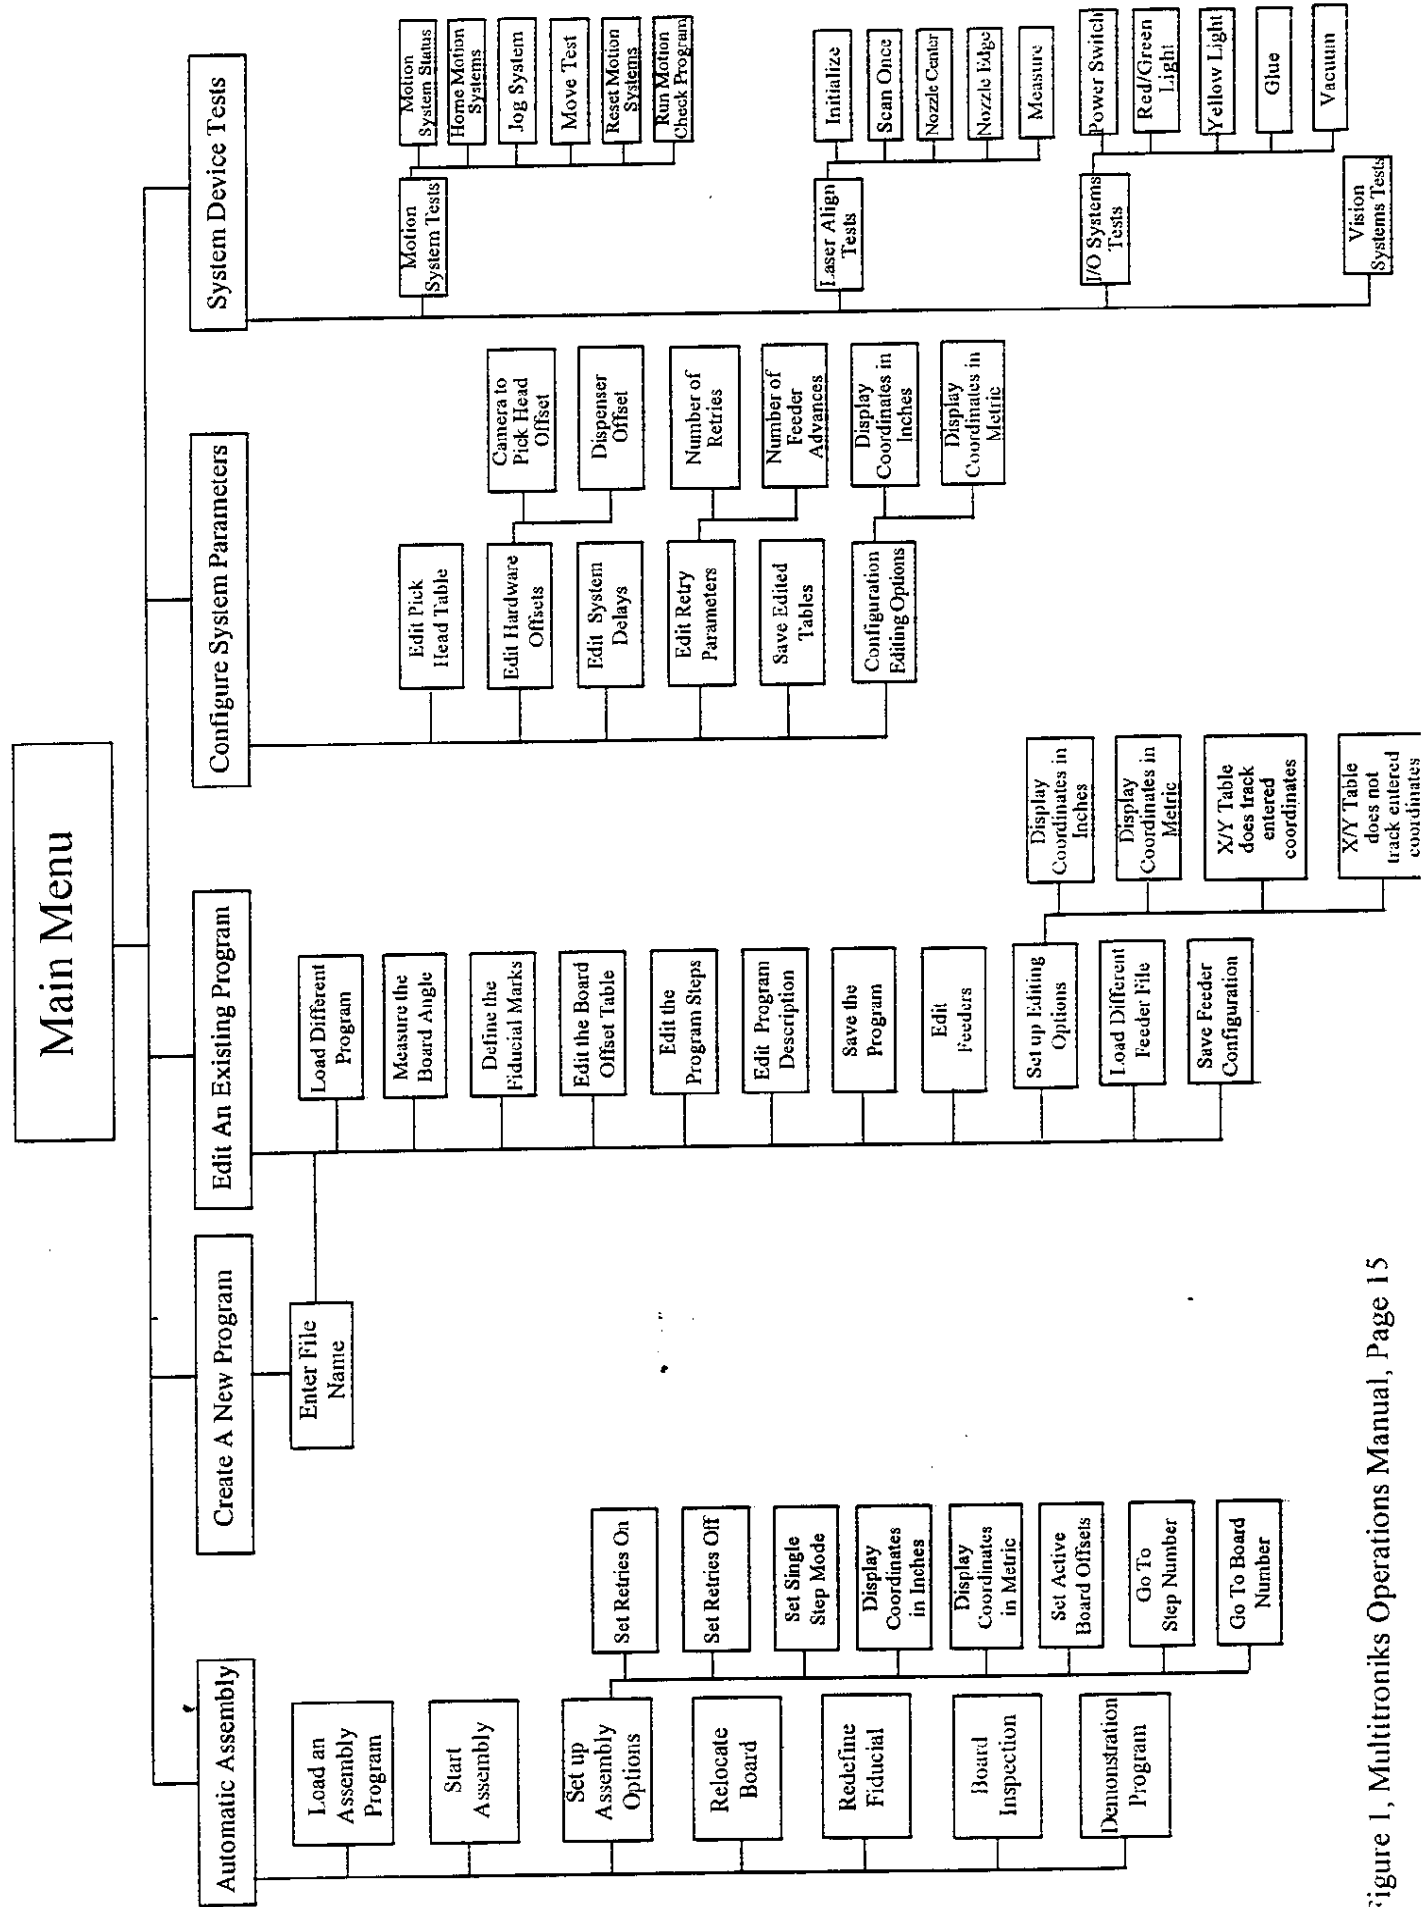 Main Menu
Automatic Assembly
Create A New Program
Edit An Existing Program
Configure System Parameters
System Device Tests
Load an
Assembly
Program
Start
Assembly
Set up
Assembly
Options
Relocate
Board
Redefine
Fiducial
Board
Inspection
Demonstration
Program
Set Retries On
Set Retries Off
Set Single
Step Mode
Display
Coordinates
in Inches
Display
Coordinates
in Metric
Set Active
Board Offsets
Go To
Step Number
Go To Board
Number
Enter File
Name
Load Different
Program
Measure the
Board Angle
Define the
Fiducial Marks
Edit the Board
Offset Table
Edit the
Program Steps
Edit Program
Description
Save the
Program
Edit
Feeders
Set up Editing
Options
Load Different
Feeder File
Save Feeder
Configuration
Display
Coordinates in
Inches
Display
Coordinates in
Metric
X/Y Table
does track
entered
coordinates
X/Y Table
does not
track entered
coordinates
Edit Pick
Head Table
Edit Hardware
Offsets
Edit System
Delays
Edit Retry
Parameters
Save Edited
Tables
Configuration
Editing Options
Camera to
Pick Head
Offset
Dispenser
Offset
Number of
Retries
Number of
Feeder
Advances
Display
Coordinates in
Inches
Display
Coordinates in
Metric
Motion
System Tests
Motion
System Status
Home Motion
Systems
Jog System
Move Test
Reset Motion
Systems
Run Motion
Check Program
Laser Align
Tests
Initialize
Scan Once
Nozzle Center
Nozzle Edge
Measure
I/O Systems
Tests
Power Switch
Red/Green
Light
Yellow Light
Glue
Vacuum
Vision
Systems Tests
Figure 1, Multitroniks Operations Manual, Page 15